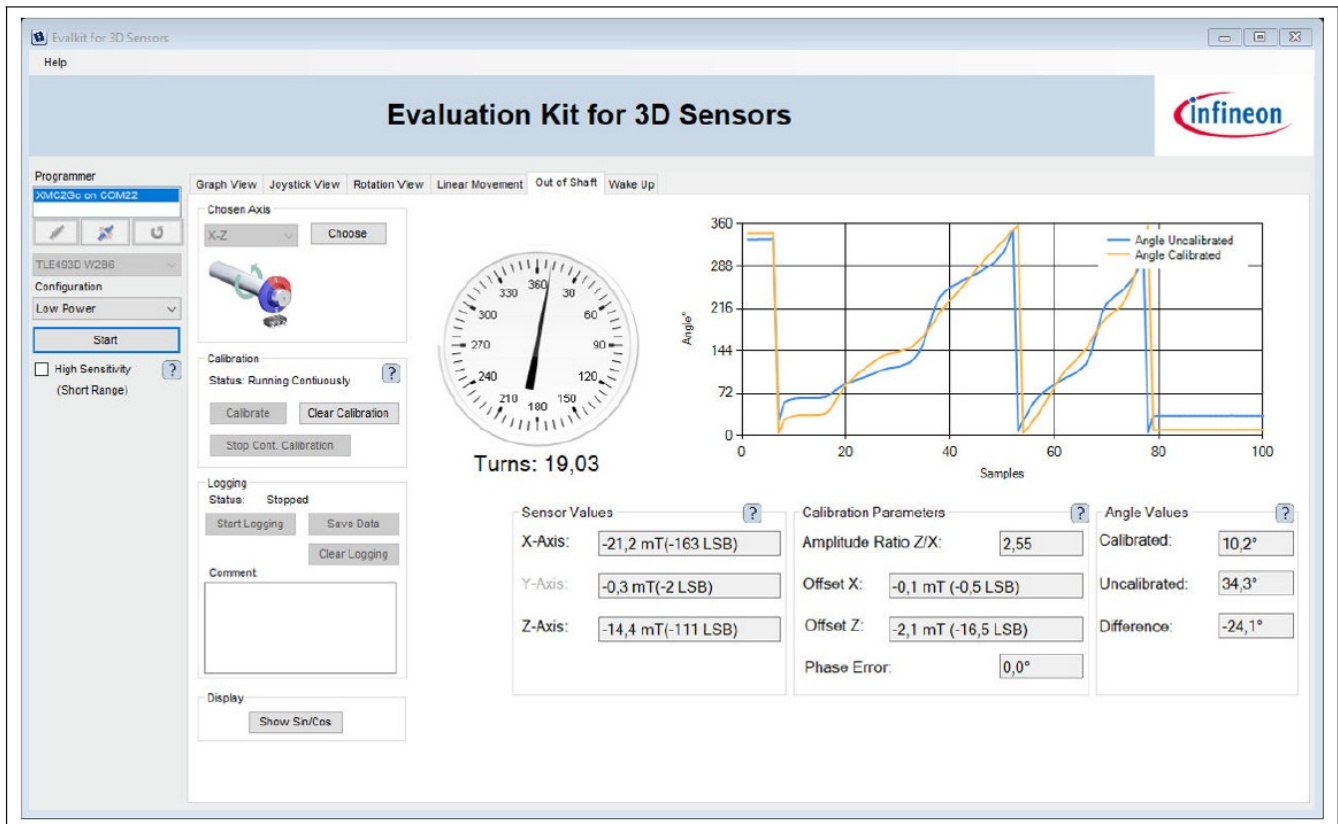 Evalkit for 3D Sensors
Help
Evaluation Kit for 3D Sensors
infineon
Programmer
XMC2Go on COM22
TLE493D W2B6
Configuration
Low Power
Start
High Sensitivity
(Short Range)
?
Graph View Joystick View Rotation View Linear Movement Out of Shaft Wake Up
Chosen Axis
X-Z
Choose
Calibration
Status: Running Contiuously
?
Calibrate
Clear Calibration
Stop Cont. Calibration
Logging
Status: Stopped
Start Logging
Save Data
Clear Logging
Comment:
Display
Show Sin/Cos
360
30
60
90
120
150
180
210
240
270
300
330
Turns: 19,03
360
288
216
144
72
0
Angle°
0 20 40 60 80 100
Samples
Angle Uncalibrated
Angle Calibrated
Sensor Values ?
X-Axis: -21,2 mT(-163 LSB)
Y-Axis: -0,3 mT(-2 LSB)
Z-Axis: -14,4 mT(-111 LSB)
Calibration Parameters ?
Amplitude Ratio Z/X: 2,55
Offset X: -0,1 mT (-0,5 LSB)
Offset Z: -2,1 mT (-16,5 LSB)
Phase Error: 0,0°
Angle Values ?
Calibrated: 10,2°
Uncalibrated: 34,3°
Difference: -24,1°